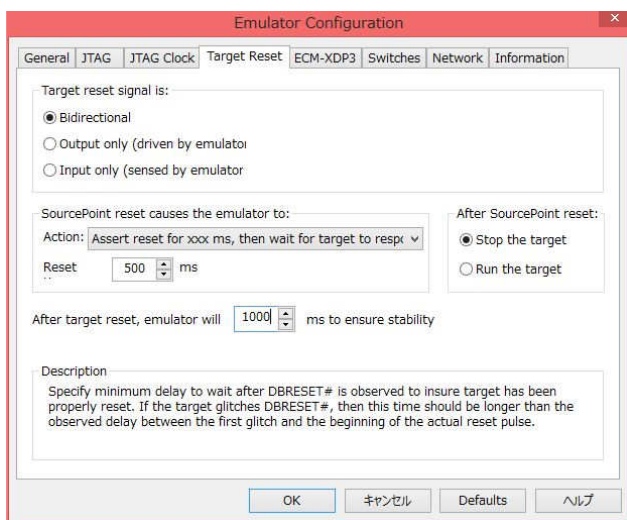 Emulator Configuration
General JTAG JTAG Clock Target Reset ECM-XDP3 Switches Network Information
Target reset signal is:
Bidirectional
Output only (driven by emulator
Input only (sensed by emulator
SourcePoint reset causes the emulator to:
Action: Assert reset for xxx ms, then wait for target to respc
Reset 500 ms
After SourcePoint reset:
Stop the target
Run the target
After target reset, emulator will 1000 ms to ensure stability
Description
Specify minimum delay to wait after DBRESET# is observed to insure target has been
properly reset. If the target glitches DBRESET#, then this time should be longer than the
observed delay between the first glitch and the beginning of the actual reset pulse.
OK キャンセル Defaults ヘルプ